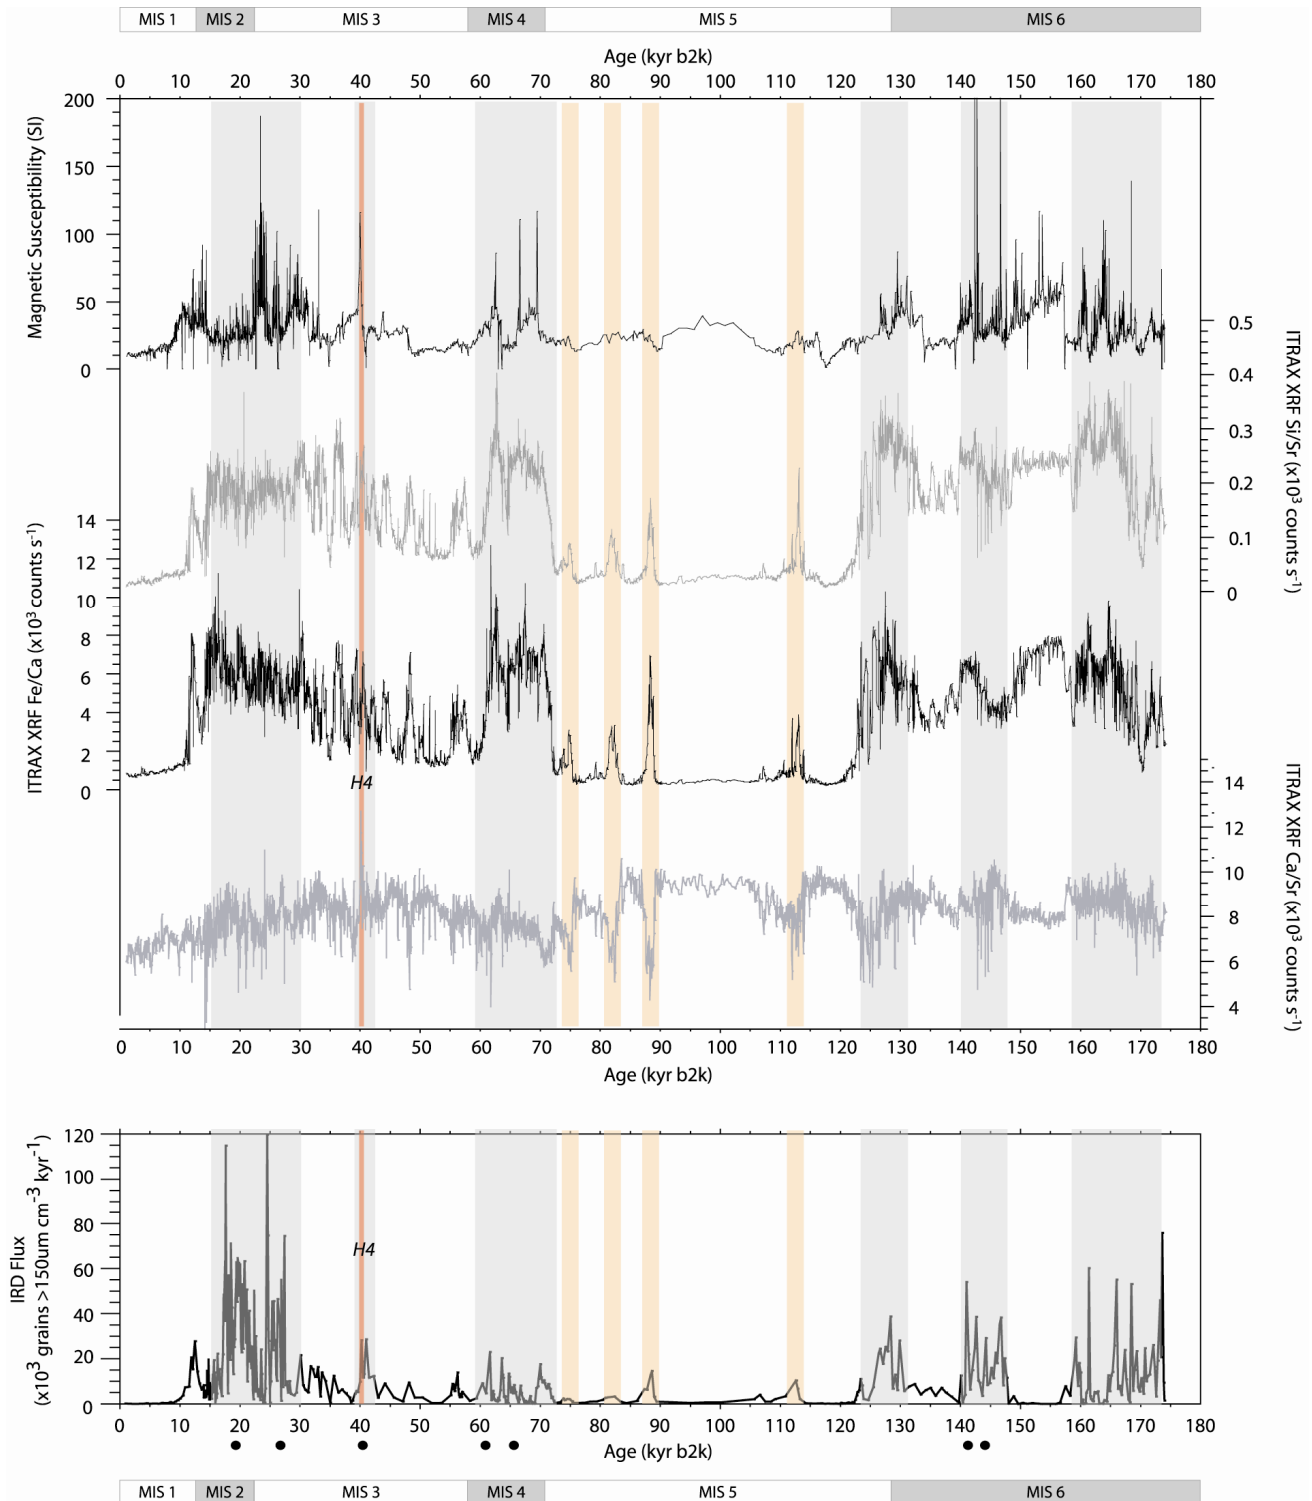 MIS 1 MIS 2 MIS 3 MIS 4 MIS 5 MIS 6
Age (kyr b2k)
0 10 20 30 40 50 60 70 80 90 100 110 120 130 140 150 160 170 180
Magnetic Susceptibility (SI)
200
150
100
50
0
ITRAX XRF Si/Sr (x10³ counts s⁻¹)
0.5
0.4
0.3
0.2
0.1
0
ITRAX XRF Fe/Ca (x10³ counts s⁻¹)
14
12
10
8
6
4
2
0
H4
ITRAX XRF Ca/Sr (x10³ counts s⁻¹)
14
12
10
8
6
4
0 10 20 30 40 50 60 70 80 90 100 110 120 130 140 150 160 170 180
Age (kyr b2k)
IRD Flux
(x10³ grains >150um cm⁻³ kyr⁻¹)
120
100
80
60
40
20
0
H4
0 10 20 30 40 50 60 70 80 90 100 110 120 130 140 150 160 170 180
Age (kyr b2k)
MIS 1 MIS 2 MIS 3 MIS 4 MIS 5 MIS 6